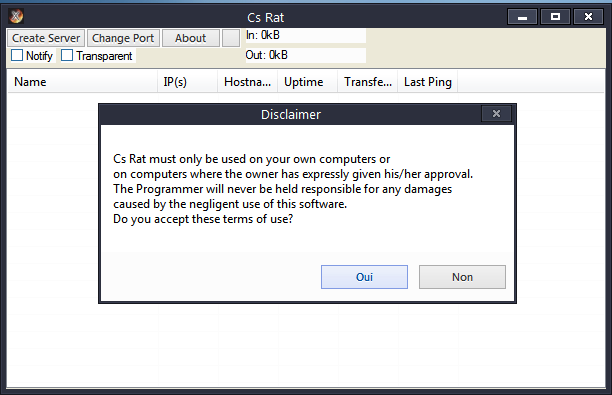 Cs Rat
Create Server Change Port About In: 0kB
Notify Transparent Out: 0kB
Name IP(s) Hostna... Uptime Transfe... Last Ping
Disclaimer
Cs Rat must only be used on your own computers or
on computers where the owner has expressly given his/her approval.
The Programmer will never be held responsible for any damages
caused by the negligent use of this software.
Do you accept these terms of use?
Oui Non